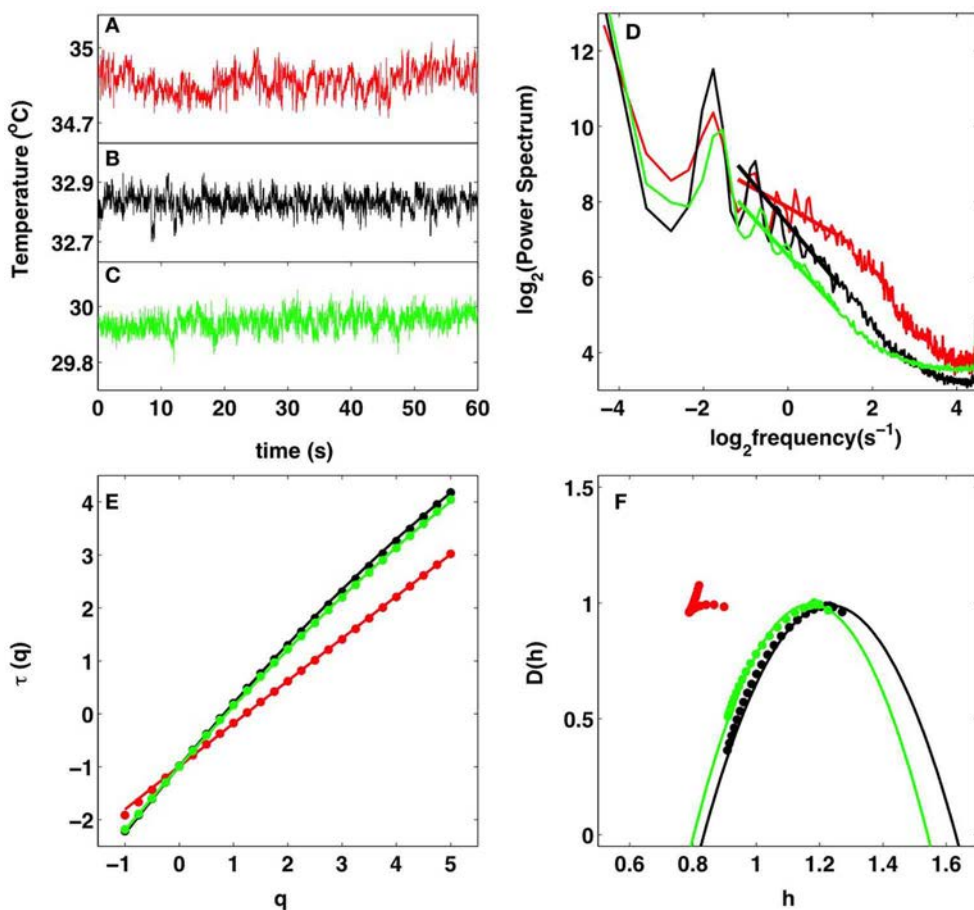 A
35
34.7
B
32.9
32.7
C
30
29.8
0 10 20 30 40 50 60
time (s)
Temperature (°C)
D
12
10
8
6
4
−4 −2 0 2 4
log₂frequency(s⁻¹)
log₂(Power Spectrum)
E
4
3
2
1
0
−1
−2
−1 0 1 2 3 4 5
q
τ (q)
F
1.5
1
0.5
0
0.6 0.8 1 1.2 1.4 1.6
h
D(h)